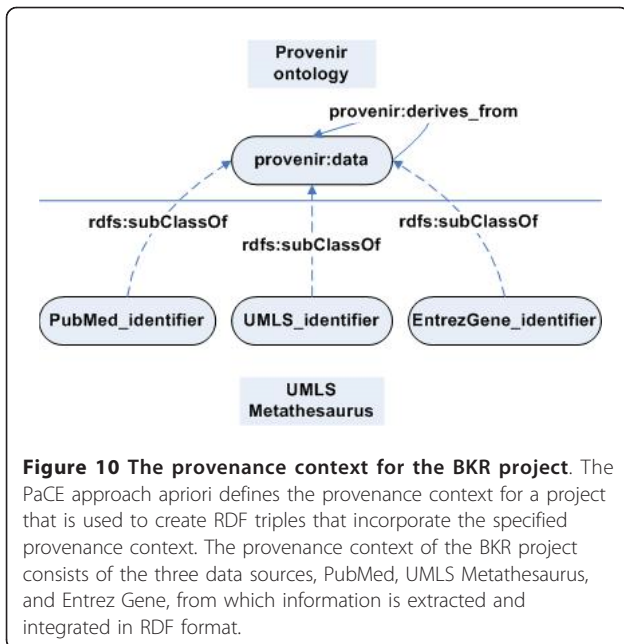 Provenir
ontology
provenir:derives_from
provenir:data
rdfs:subClassOf
rdfs:subClassOf
rdfs:subClassOf
PubMed_identifier
UMLS_identifier
EntrezGene_identifier
UMLS
Metathesaurus
Figure 10 The provenance context for the BKR project. The
PaCE approach apriori defines the provenance context for a project
that is used to create RDF triples that incorporate the specified
provenance context. The provenance context of the BKR project
consists of the three data sources, PubMed, UMLS Metathesaurus,
and Entrez Gene, from which information is extracted and
integrated in RDF format.